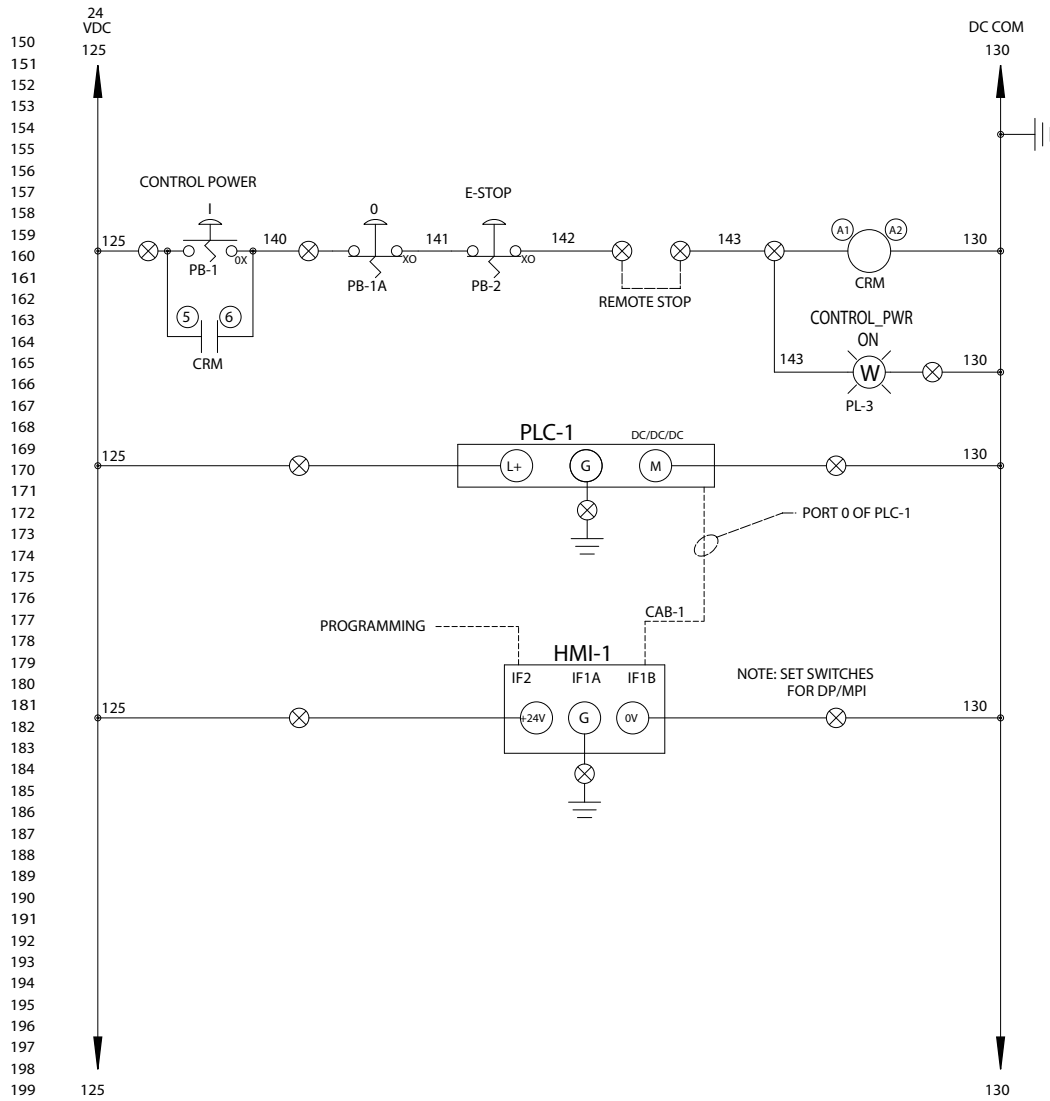 24
VDC
DC COM
150
125
130
151
152
153
154
155
156
157
CONTROL POWER
E-STOP
158
I
0
159
125
140
141
142
143
A1
A2
130
160
PB-1
0X
XO
XO
161
PB-1A
PB-2
CRM
162
REMOTE STOP
163
5
6
CONTROL_PWR
ON
164
165
CRM
143
W
130
166
167
PL-3
168
PLC-1
DC/DC/DC
169
125
130
170
L+
G
M
171
172
PORT 0 OF PLC-1
173
174
175
176
177
PROGRAMMING
CAB-1
178
179
HMI-1
180
IF2
IF1A
IF1B
NOTE: SET SWITCHES
FOR DP/MPI
181
125
130
182
+24V
G
0V
183
184
185
186
187
188
189
190
191
192
193
194
195
196
197
198
199
125
130